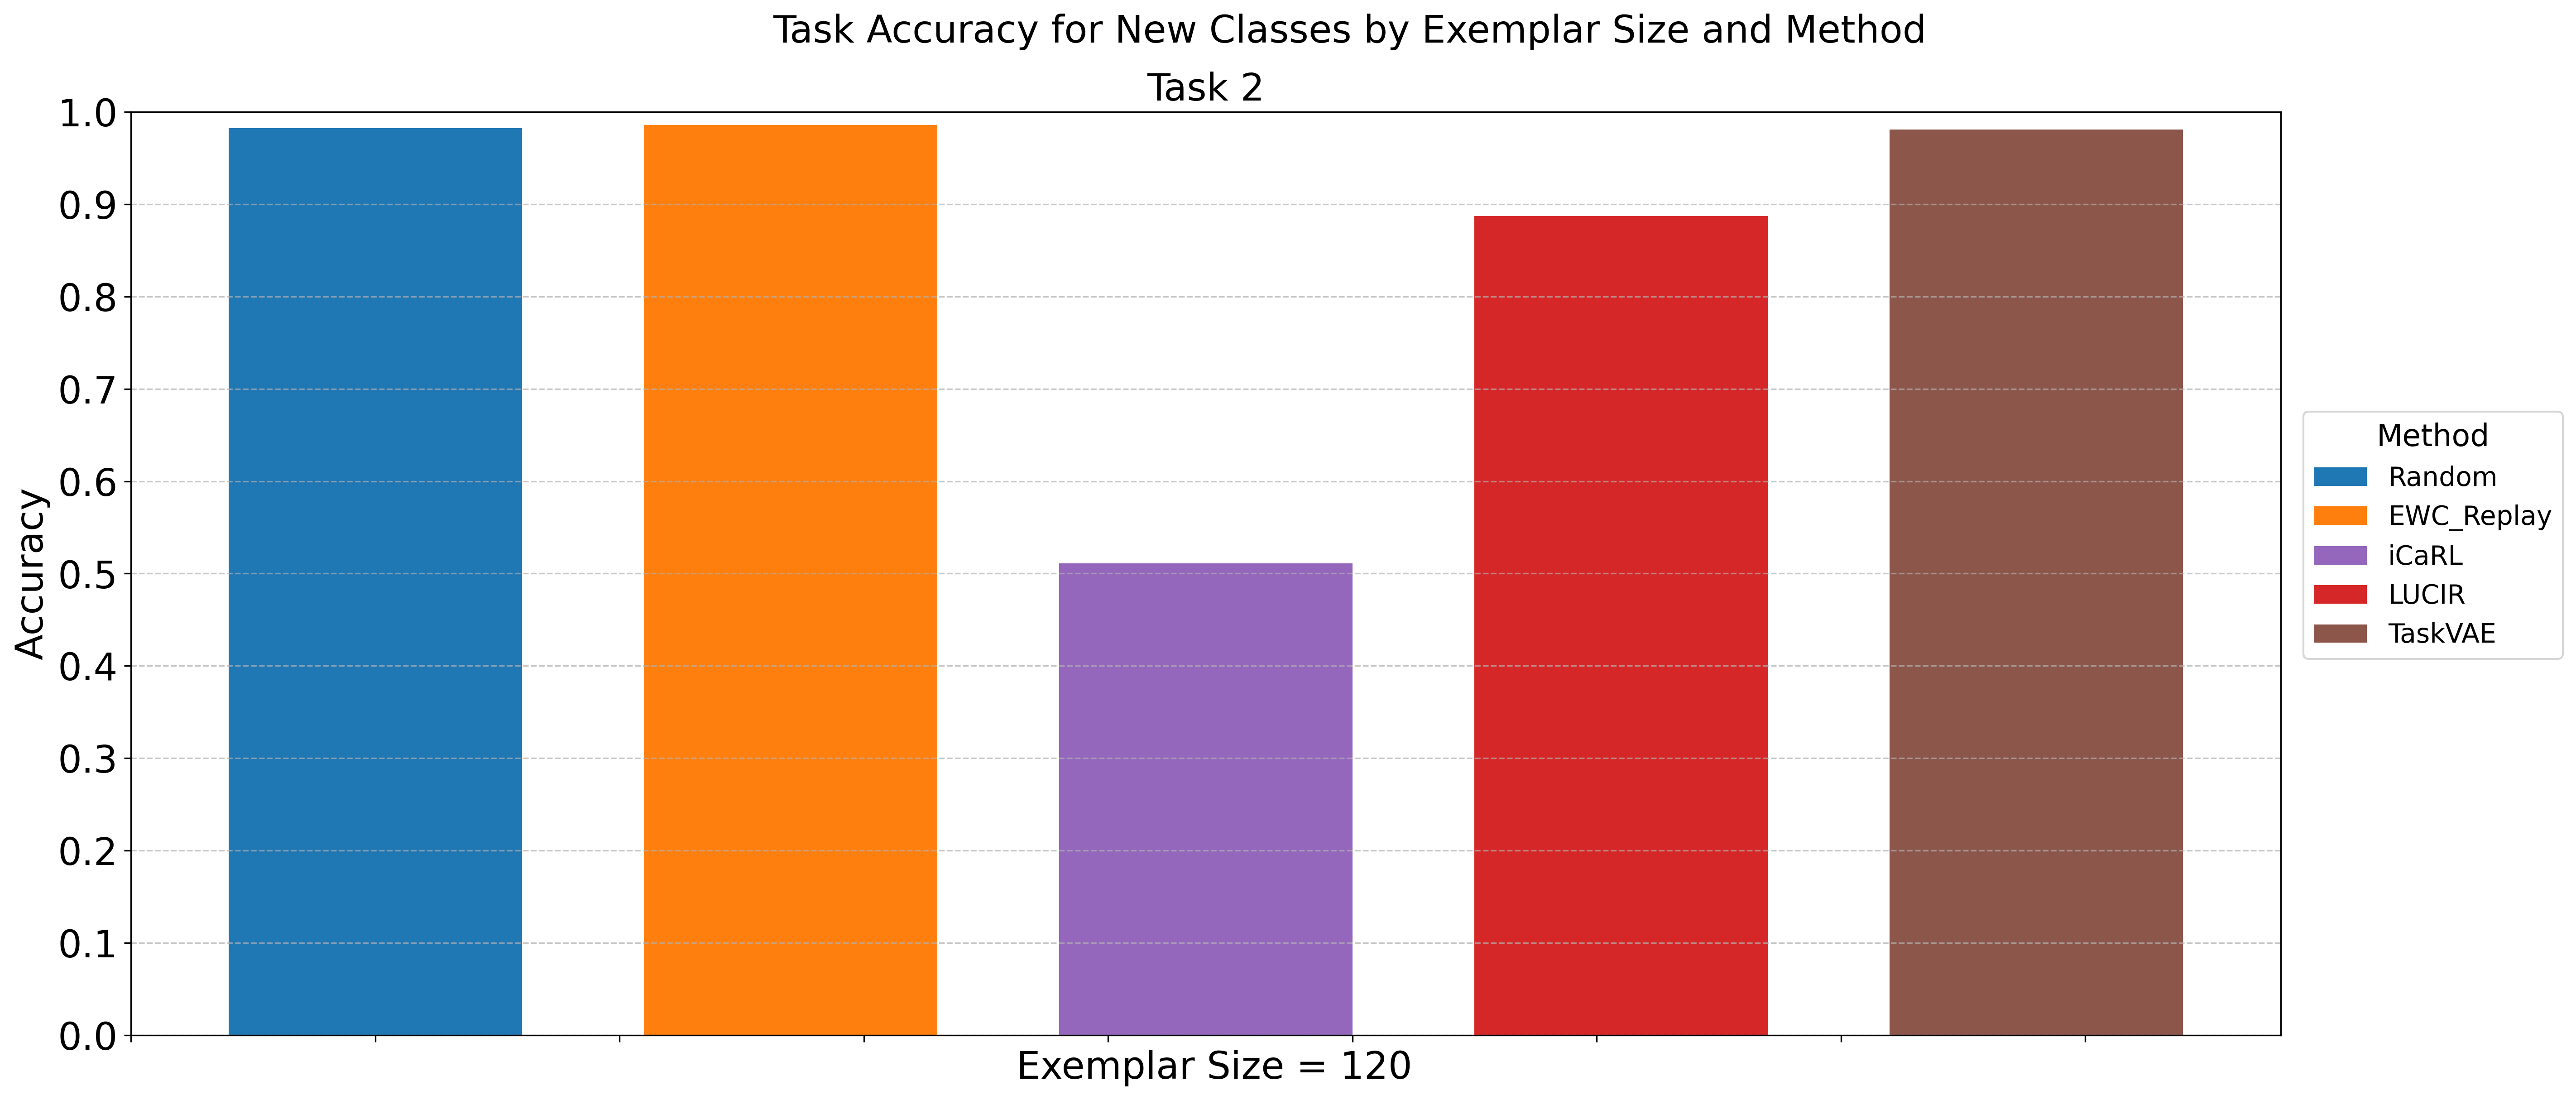 Task Accuracy for New Classes by Exemplar Size and Method
Task 2
1.0
0.9
0.8
0.7
0.6
0.5
0.4
0.3
0.2
0.1
0.0
Accuracy
Exemplar Size = 120
Method
Random
EWC_Replay
iCaRL
LUCIR
TaskVAE